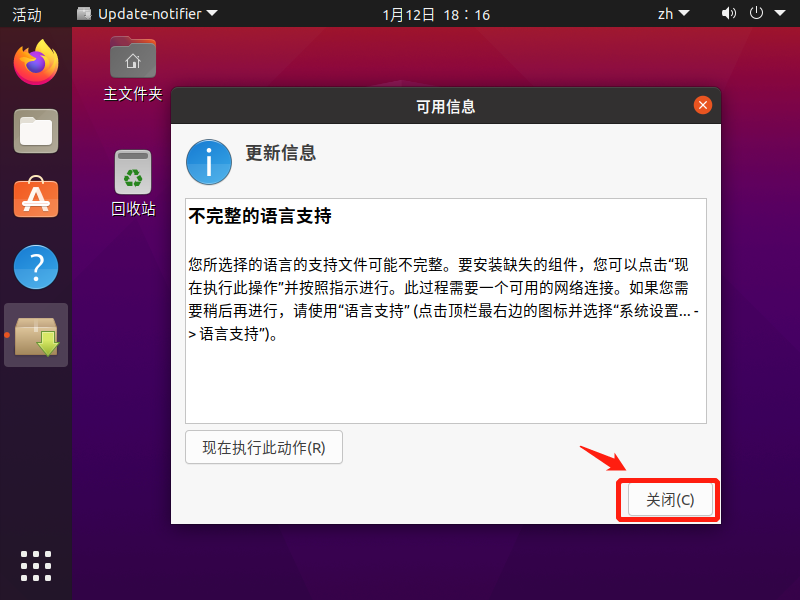 活动 Update-notifier 1月12日 18：16 zh
主文件夹
回收站
可用信息
更新信息
不完整的语言支持
您所选择的语言的支持文件可能不完整。要安装缺失的组件，您可以点击“现
在执行此操作”并按照指示进行。此过程需要一个可用的网络连接。如果您需
要稍后再进行，请使用“语言支持” (点击顶栏最右边的图标并选择“系统设置... -
> 语言支持”)。
现在执行此动作(R)
关闭(C)